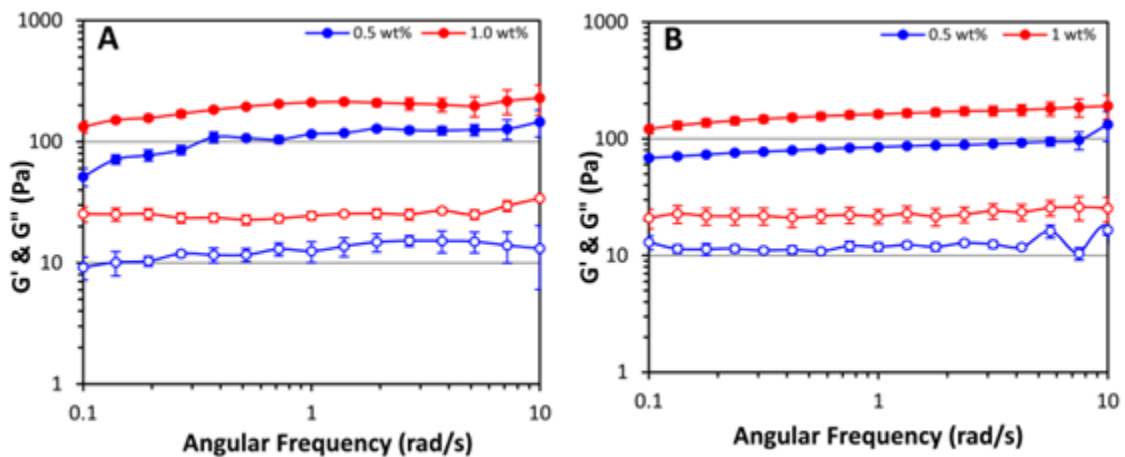 A
0.5 wt% 1.0 wt%
1000
100
10
1
0.1 1 10
G' & G" (Pa)
Angular Frequency (rad/s)
B
0.5 wt% 1 wt%
1000
100
10
1
0.1 1 10
G' & G" (Pa)
Angular Frequency (rad/s)